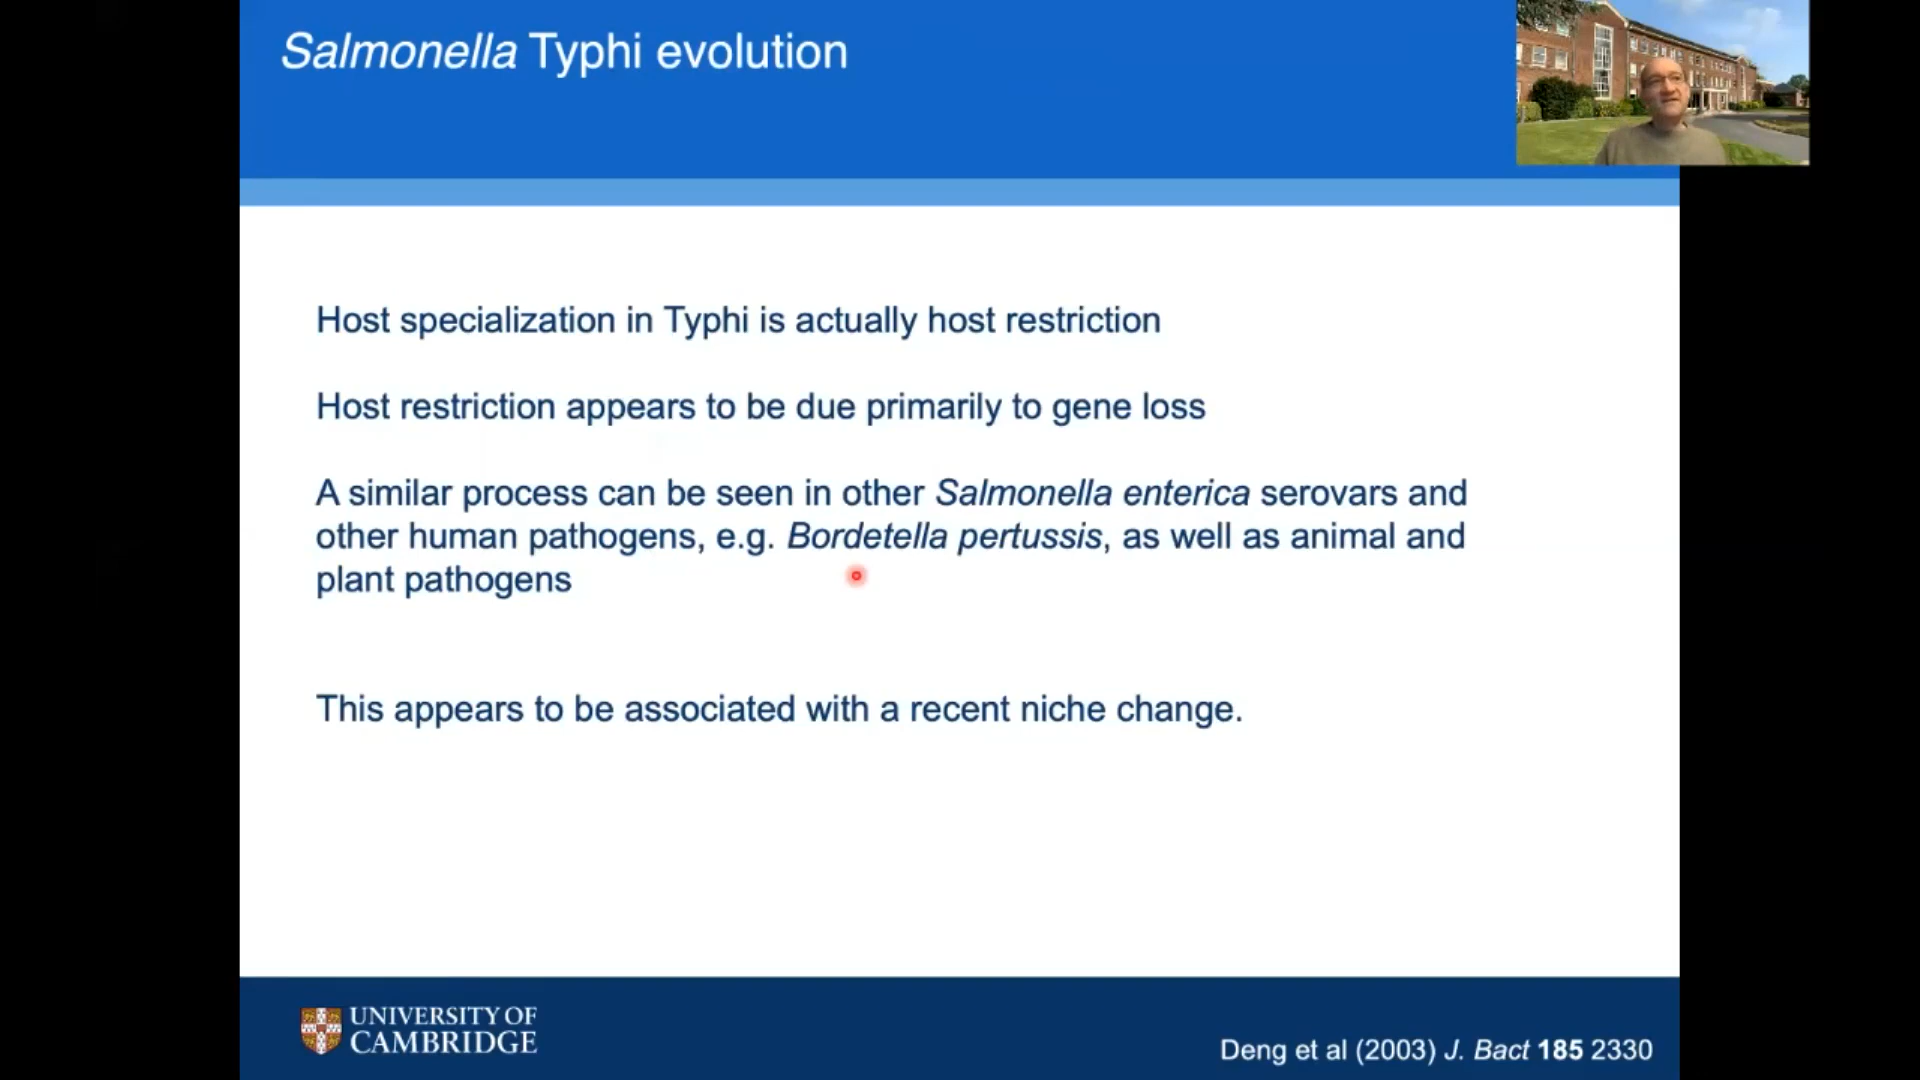 Salmonella Typhi evolution
Host specialization in Typhi is actually host restriction
Host restriction appears to be due primarily to gene loss
A similar process can be seen in other Salmonella enterica serovars and
other human pathogens, e.g. Bordetella pertussis, as well as animal and
plant pathogens
This appears to be associated with a recent niche change.
UNIVERSITY OF
CAMBRIDGE
Deng et al (2003) J. Bact 185 2330